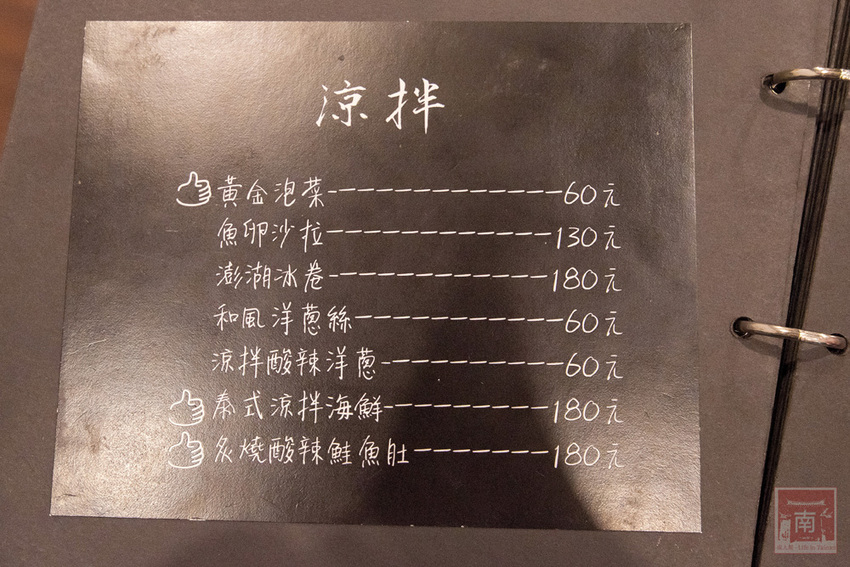 涼拌
黃金泡菜------------60元
魚卵沙拉------------130元
澎湖冰卷------------180元
和風洋蔥絲----------60元
涼拌酸辣洋蔥---------60元
泰式涼拌海鮮--------180元
炙燒酸辣鮭魚肚-------180元
南